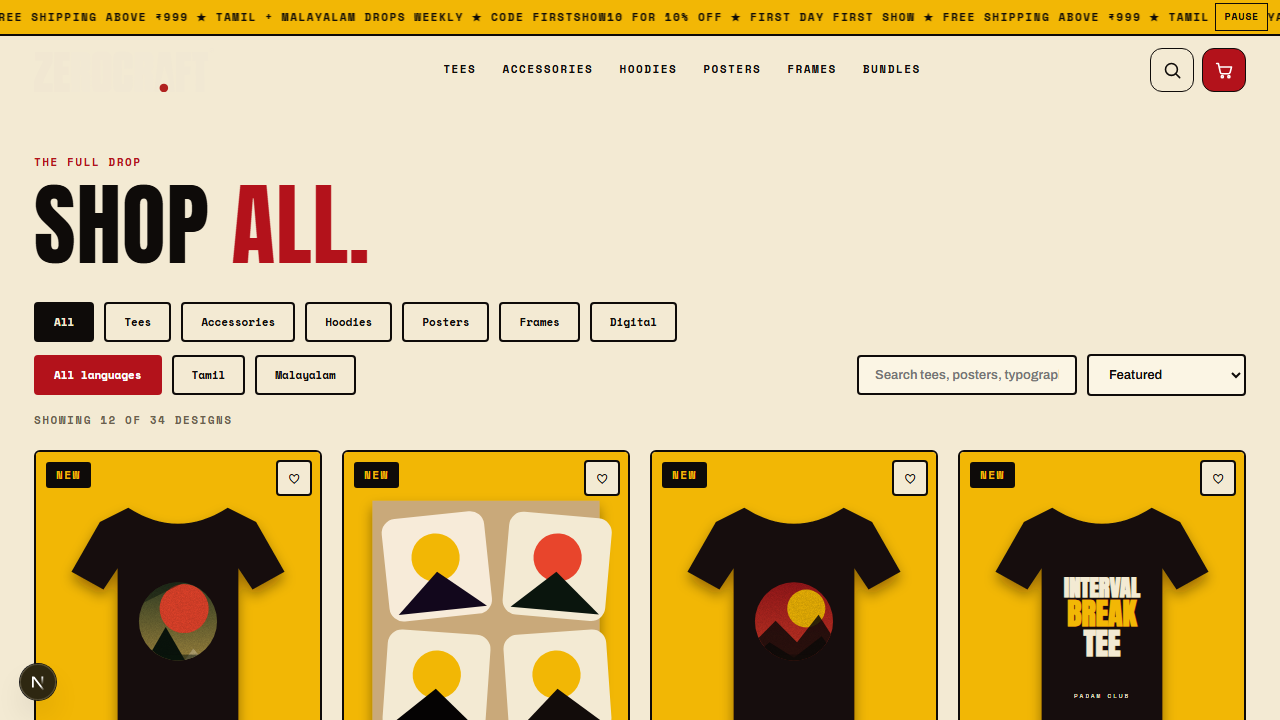 REE SHIPPING ABOVE ₹999 ★ TAMIL + MALAYALAM DROPS WEEKLY ★ CODE FIRSTSHOW10 FOR 10% OFF ★ FIRST DAY FIRST SHOW ★ FREE SHIPPING ABOVE ₹999 ★ TAMIL
PAUSE
TEES ACCESSORIES HOODIES POSTERS FRAMES BUNDLES
THE FULL DROP
SHOP ALL.
All Tees Accessories Hoodies Posters Frames Digital
All languages Tamil Malayalam
Search tees, posters, typograp
Featured
SHOWING 12 OF 34 DESIGNS
NEW NEW NEW NEW
INTERVAL
BREAK
TEE
PADAM CLUB
N